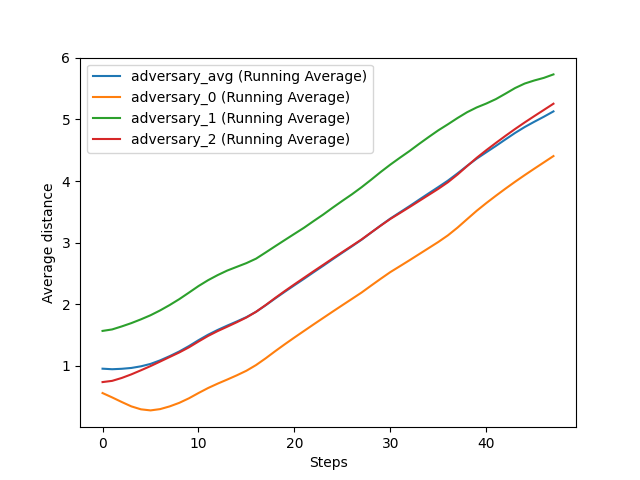 6
adversary_avg (Running Average)
adversary_0 (Running Average)
adversary_1 (Running Average)
adversary_2 (Running Average)
5
4
3
2
1
Average distance
0 10 20 30 40
Steps